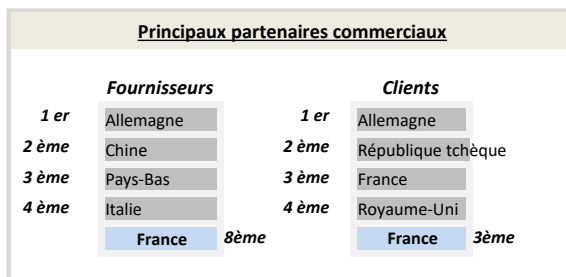 Principaux partenaires commerciaux
Fournisseurs Clients
1 er Allemagne 1 er Allemagne
2 ème Chine 2 ème République tchèque
3 ème Pays-Bas 3 ème France
4 ème Italie 4 ème Royaume-Uni
France 8ème France 3ème